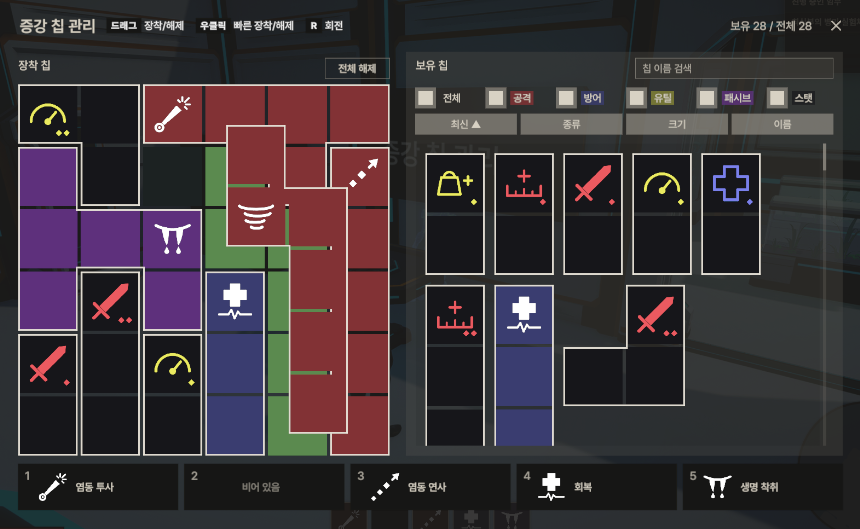 증강 칩 관리 드래그 장착/해제 우클릭 빠른 장착/해제 R 회전 보유 28 / 전체 28
장착 칩 전체 해제
보유 칩 칩 이름 검색
전체 공격 방어 유틸 패시브 스탯
최신 ▲ 종류 크기 이름
1 염동 투사
2 비어 있음
3 염동 연사
4 회복
5 생명 착취